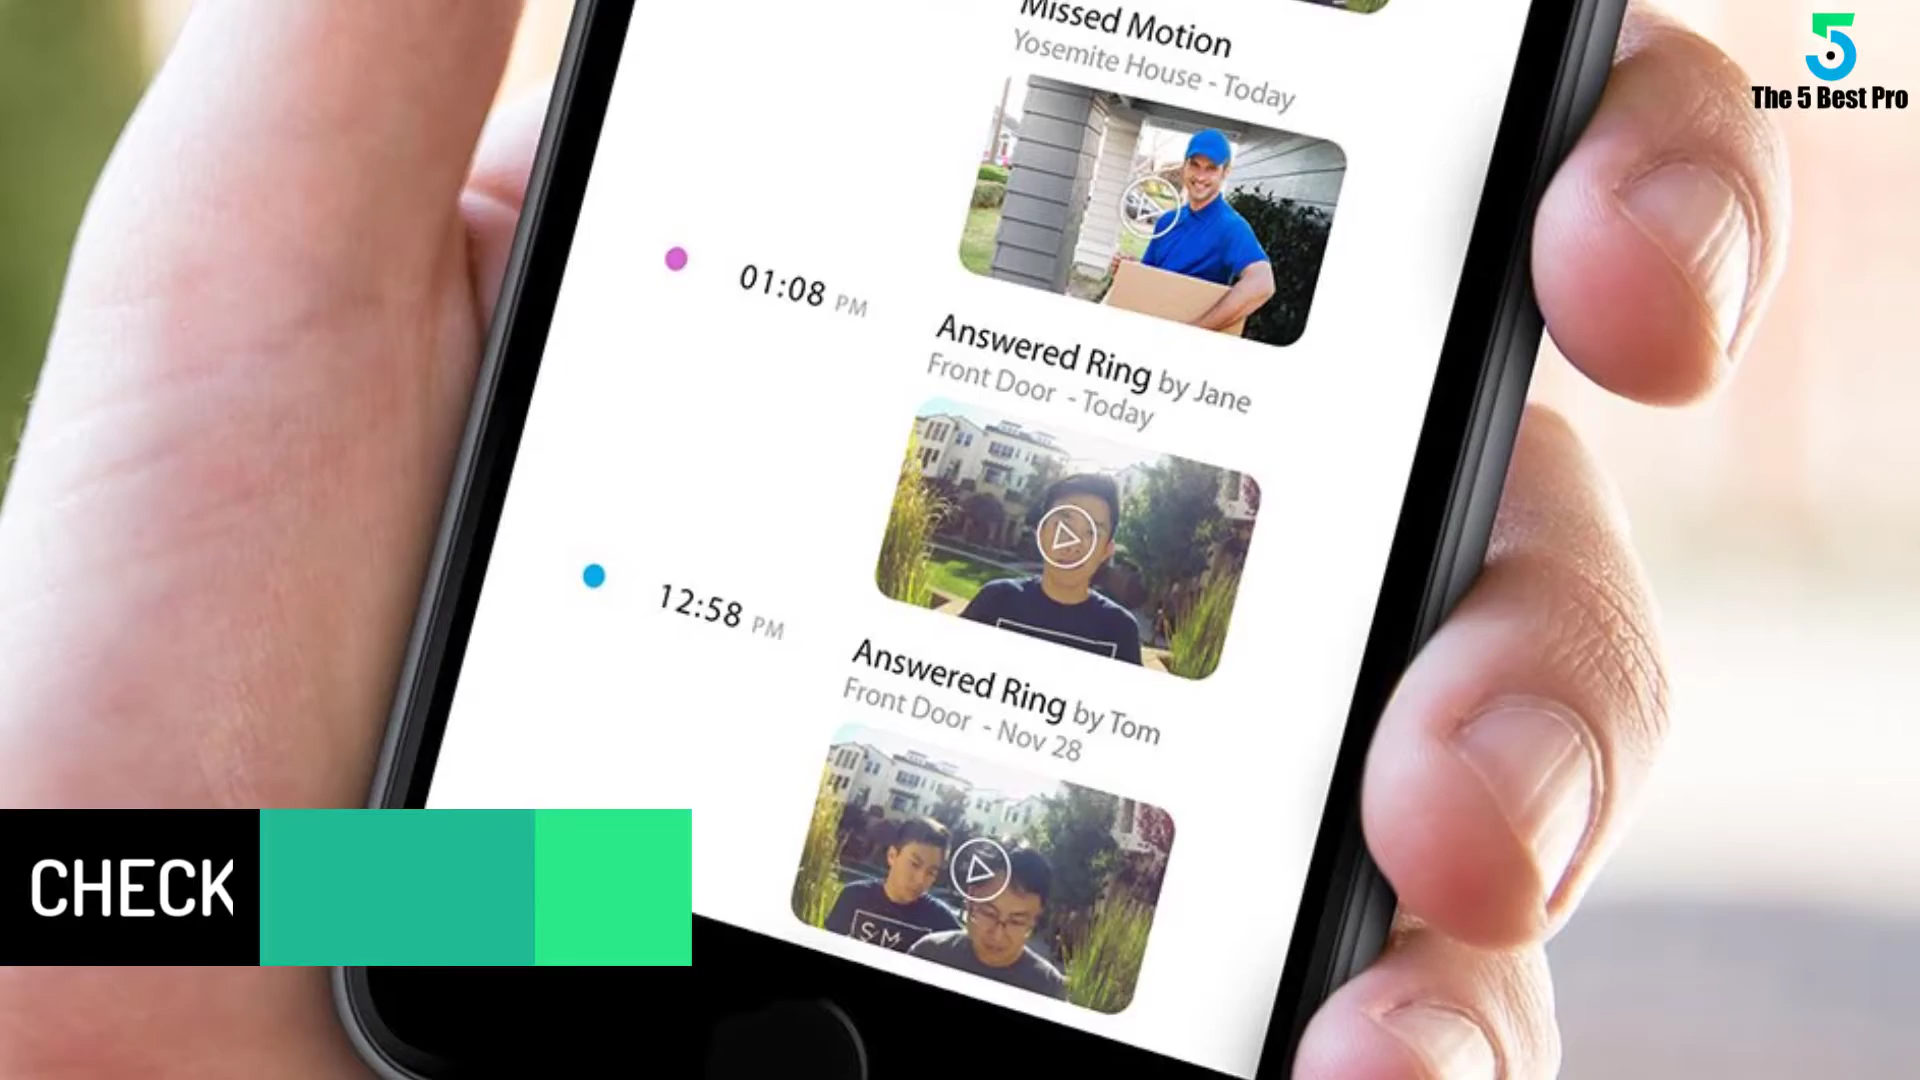 Missed Motion
Yosemite House - Today
5
The 5 Best Pro
01:08 PM
Answered Ring by Jane
Front Door - Today
12:58 PM
Answered Ring by Tom
Front Door - Nov 28
SM
CHECK